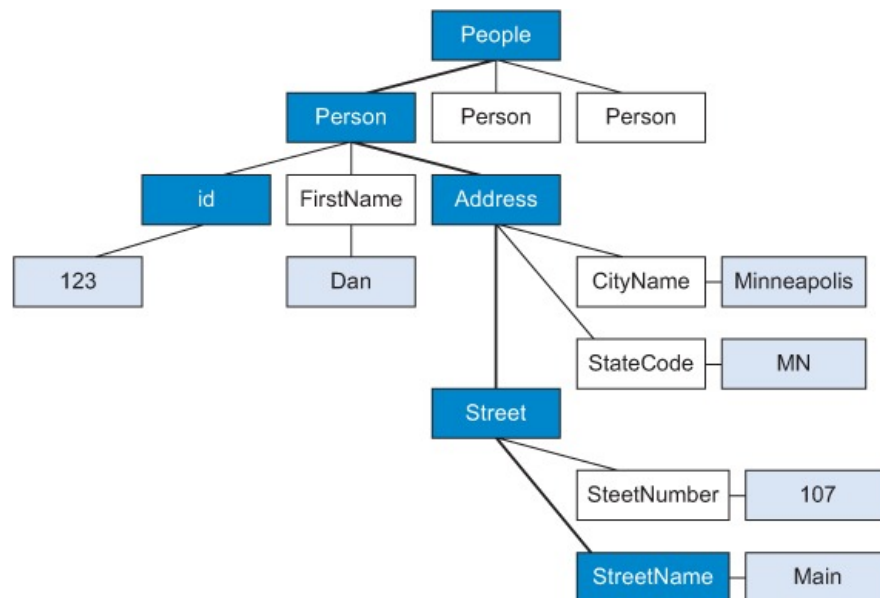 People
Person
Person
Person
id
FirstName
Address
123
Dan
CityName
Minneapolis
StateCode
MN
Street
SteetNumber
107
StreetName
Main